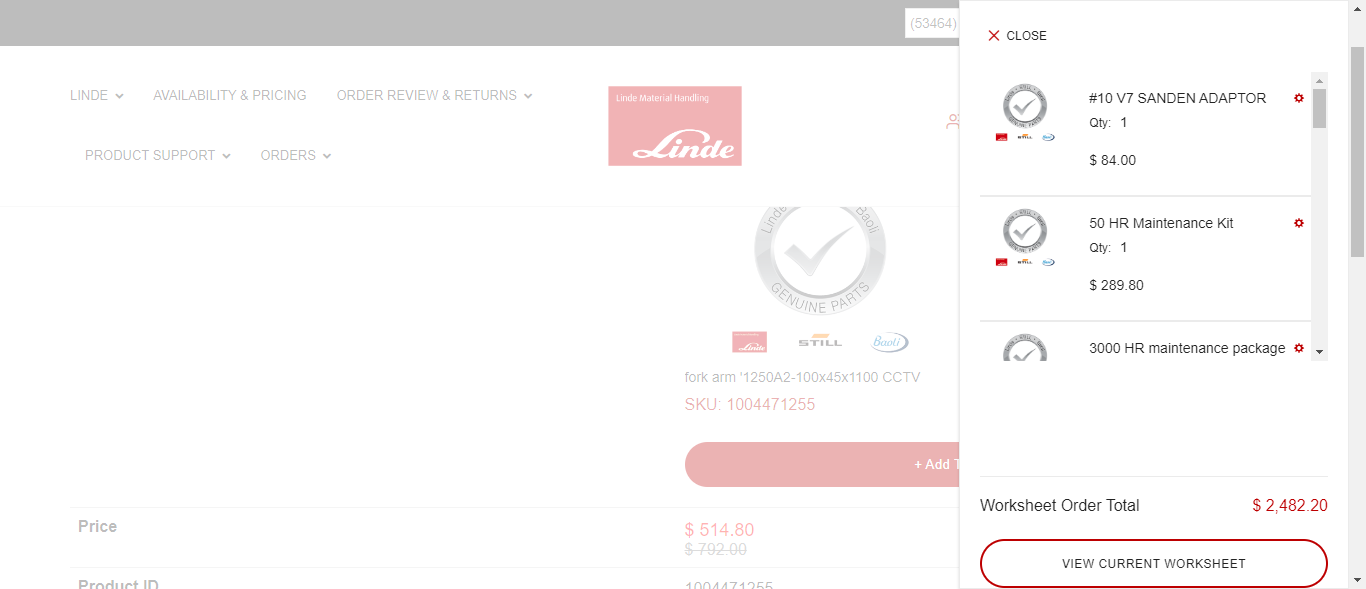 (53464)
CLOSE
LINDE
AVAILABILITY & PRICING
ORDER REVIEW & RETURNS
PRODUCT SUPPORT
ORDERS
Linde Material Handling
Linde
Linde
Baoli
GENUINE PARTS
STILL
Baoli
fork arm '1250A2-100x45x1100 CCTV
SKU: 1004471255
+ Add T
Price
$ 514.80
$ 792.00
Product ID
1004471255
#10 V7 SANDEN ADAPTOR
Qty: 1
$ 84.00
50 HR Maintenance Kit
Qty: 1
$ 289.80
3000 HR maintenance package
Worksheet Order Total
$ 2,482.20
VIEW CURRENT WORKSHEET